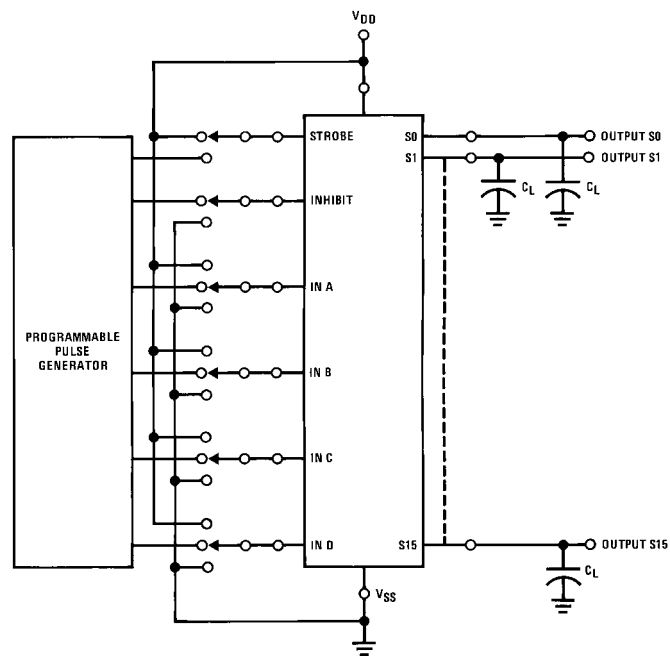 VDD
STROBE
S0
OUTPUT S0
S1
OUTPUT S1
CL
CL
INHIBIT
IN A
PROGRAMMABLE
PULSE
GENERATOR
IN B
IN C
IN D
S15
OUTPUT S15
CL
VSS